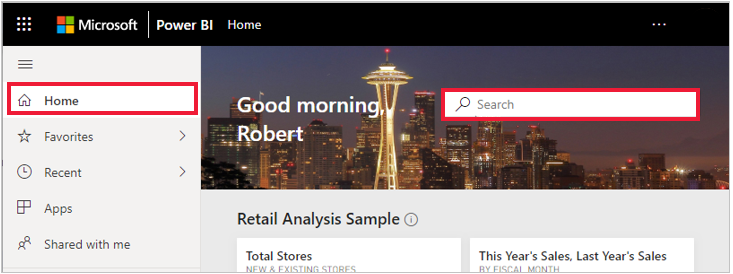 Microsoft Power BI Home ...
Home
Favorites
Recent
Apps
Shared with me
Good morning,
Robert
Search
Retail Analysis Sample
Total Stores
NEW & EXISTING STORES
This Year's Sales, Last Year's Sales
BY FISCAL MONTH